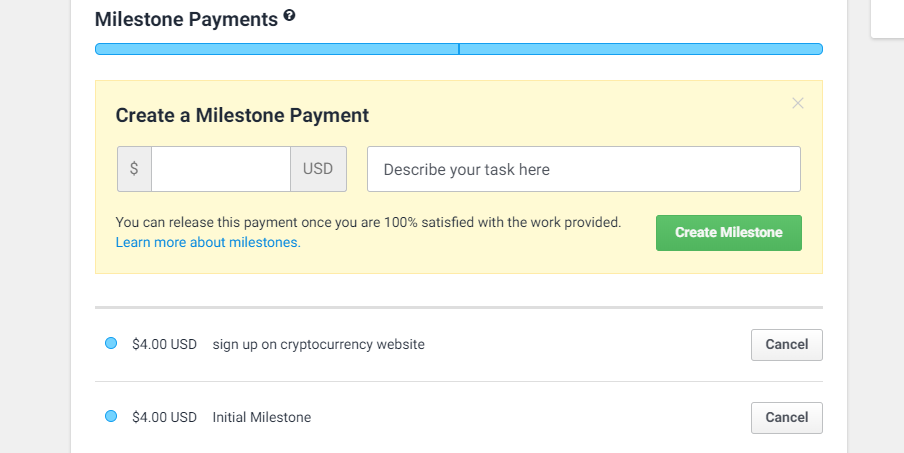 Milestone Payments ?
Create a Milestone Payment
$ USD Describe your task here
You can release this payment once you are 100% satisfied with the work provided.
Learn more about milestones.
Create Milestone
$4.00 USD sign up on cryptocurrency website Cancel
$4.00 USD Initial Milestone Cancel